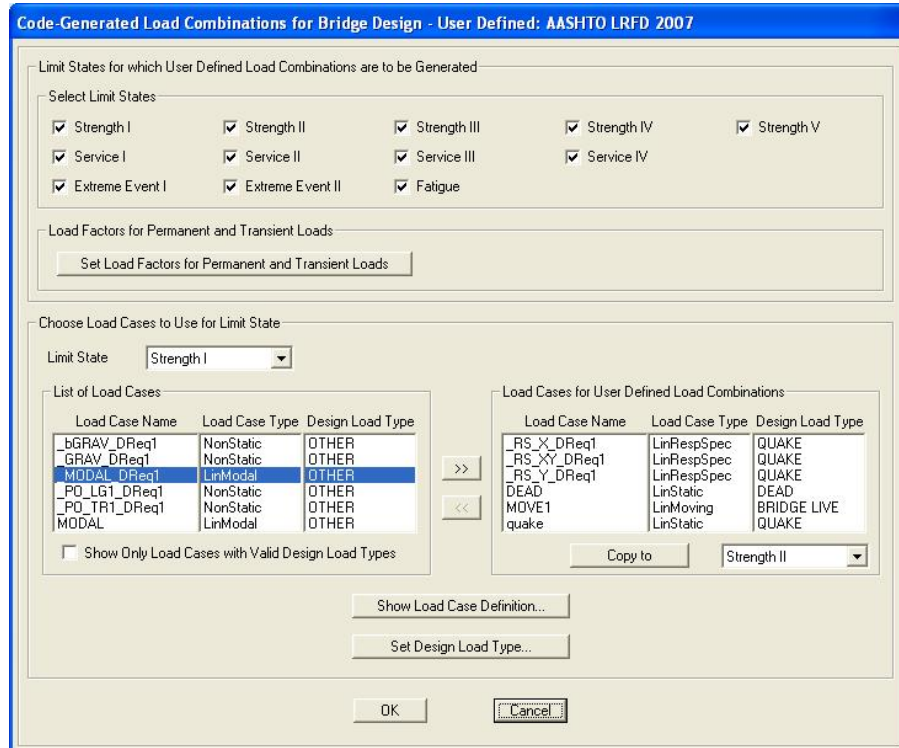 Code-Generated Load Combinations for Bridge Design - User Defined: AASHTO LRFD 2007
Limit States for which User Defined Load Combinations are to be Generated
Select Limit States
Strength I Strength II Strength III Strength IV Strength V
Service I Service II Service III Service IV
Extreme Event I Extreme Event II Fatigue
Load Factors for Permanent and Transient Loads
Set Load Factors for Permanent and Transient Loads
Choose Load Cases to Use for Limit State
Limit State Strength I
List of Load Cases
Load Case Name Load Case Type Design Load Type
_bGRAV_DReq1 NonStatic OTHER
_GRAV_DReq1 NonStatic OTHER
_MODAL_DReq1 LinModal OTHER
_PO_LG1_DReq1 NonStatic OTHER
_PO_TR1_DReq1 NonStatic OTHER
MODAL LinModal OTHER
Show Only Load Cases with Valid Design Load Types
>>
<<
Load Cases for User Defined Load Combinations
Load Case Name Load Case Type Design Load Type
_RS_X_DReq1 LinRespSpec QUAKE
_RS_XY_DReq1 LinRespSpec QUAKE
_RS_Y_DReq1 LinRespSpec QUAKE
DEAD LinStatic DEAD
MOVE1 LinMoving BRIDGE LIVE
quake LinStatic QUAKE
Copy to Strength II
Show Load Case Definition...
Set Design Load Type...
OK Cancel